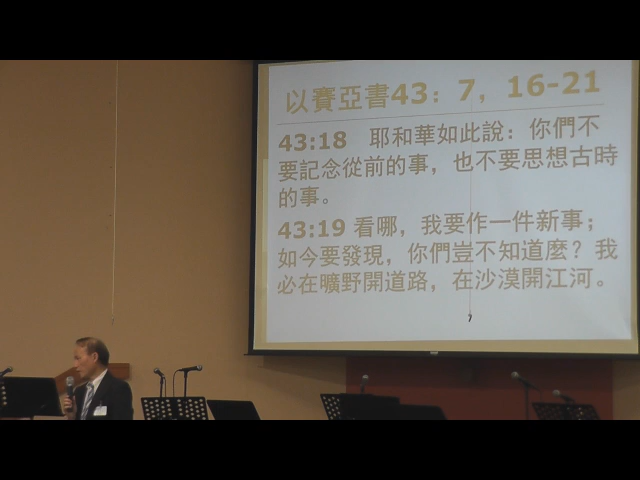 以賽亞書43：7，16-21
43:18 耶和華如此說：你們不
要記念從前的事，也不要思想古時
的事。
43:19 看哪，我要作一件新事；
如今要發現，你們豈不知道麼？我
必在曠野開道路，在沙漠開江河。
7